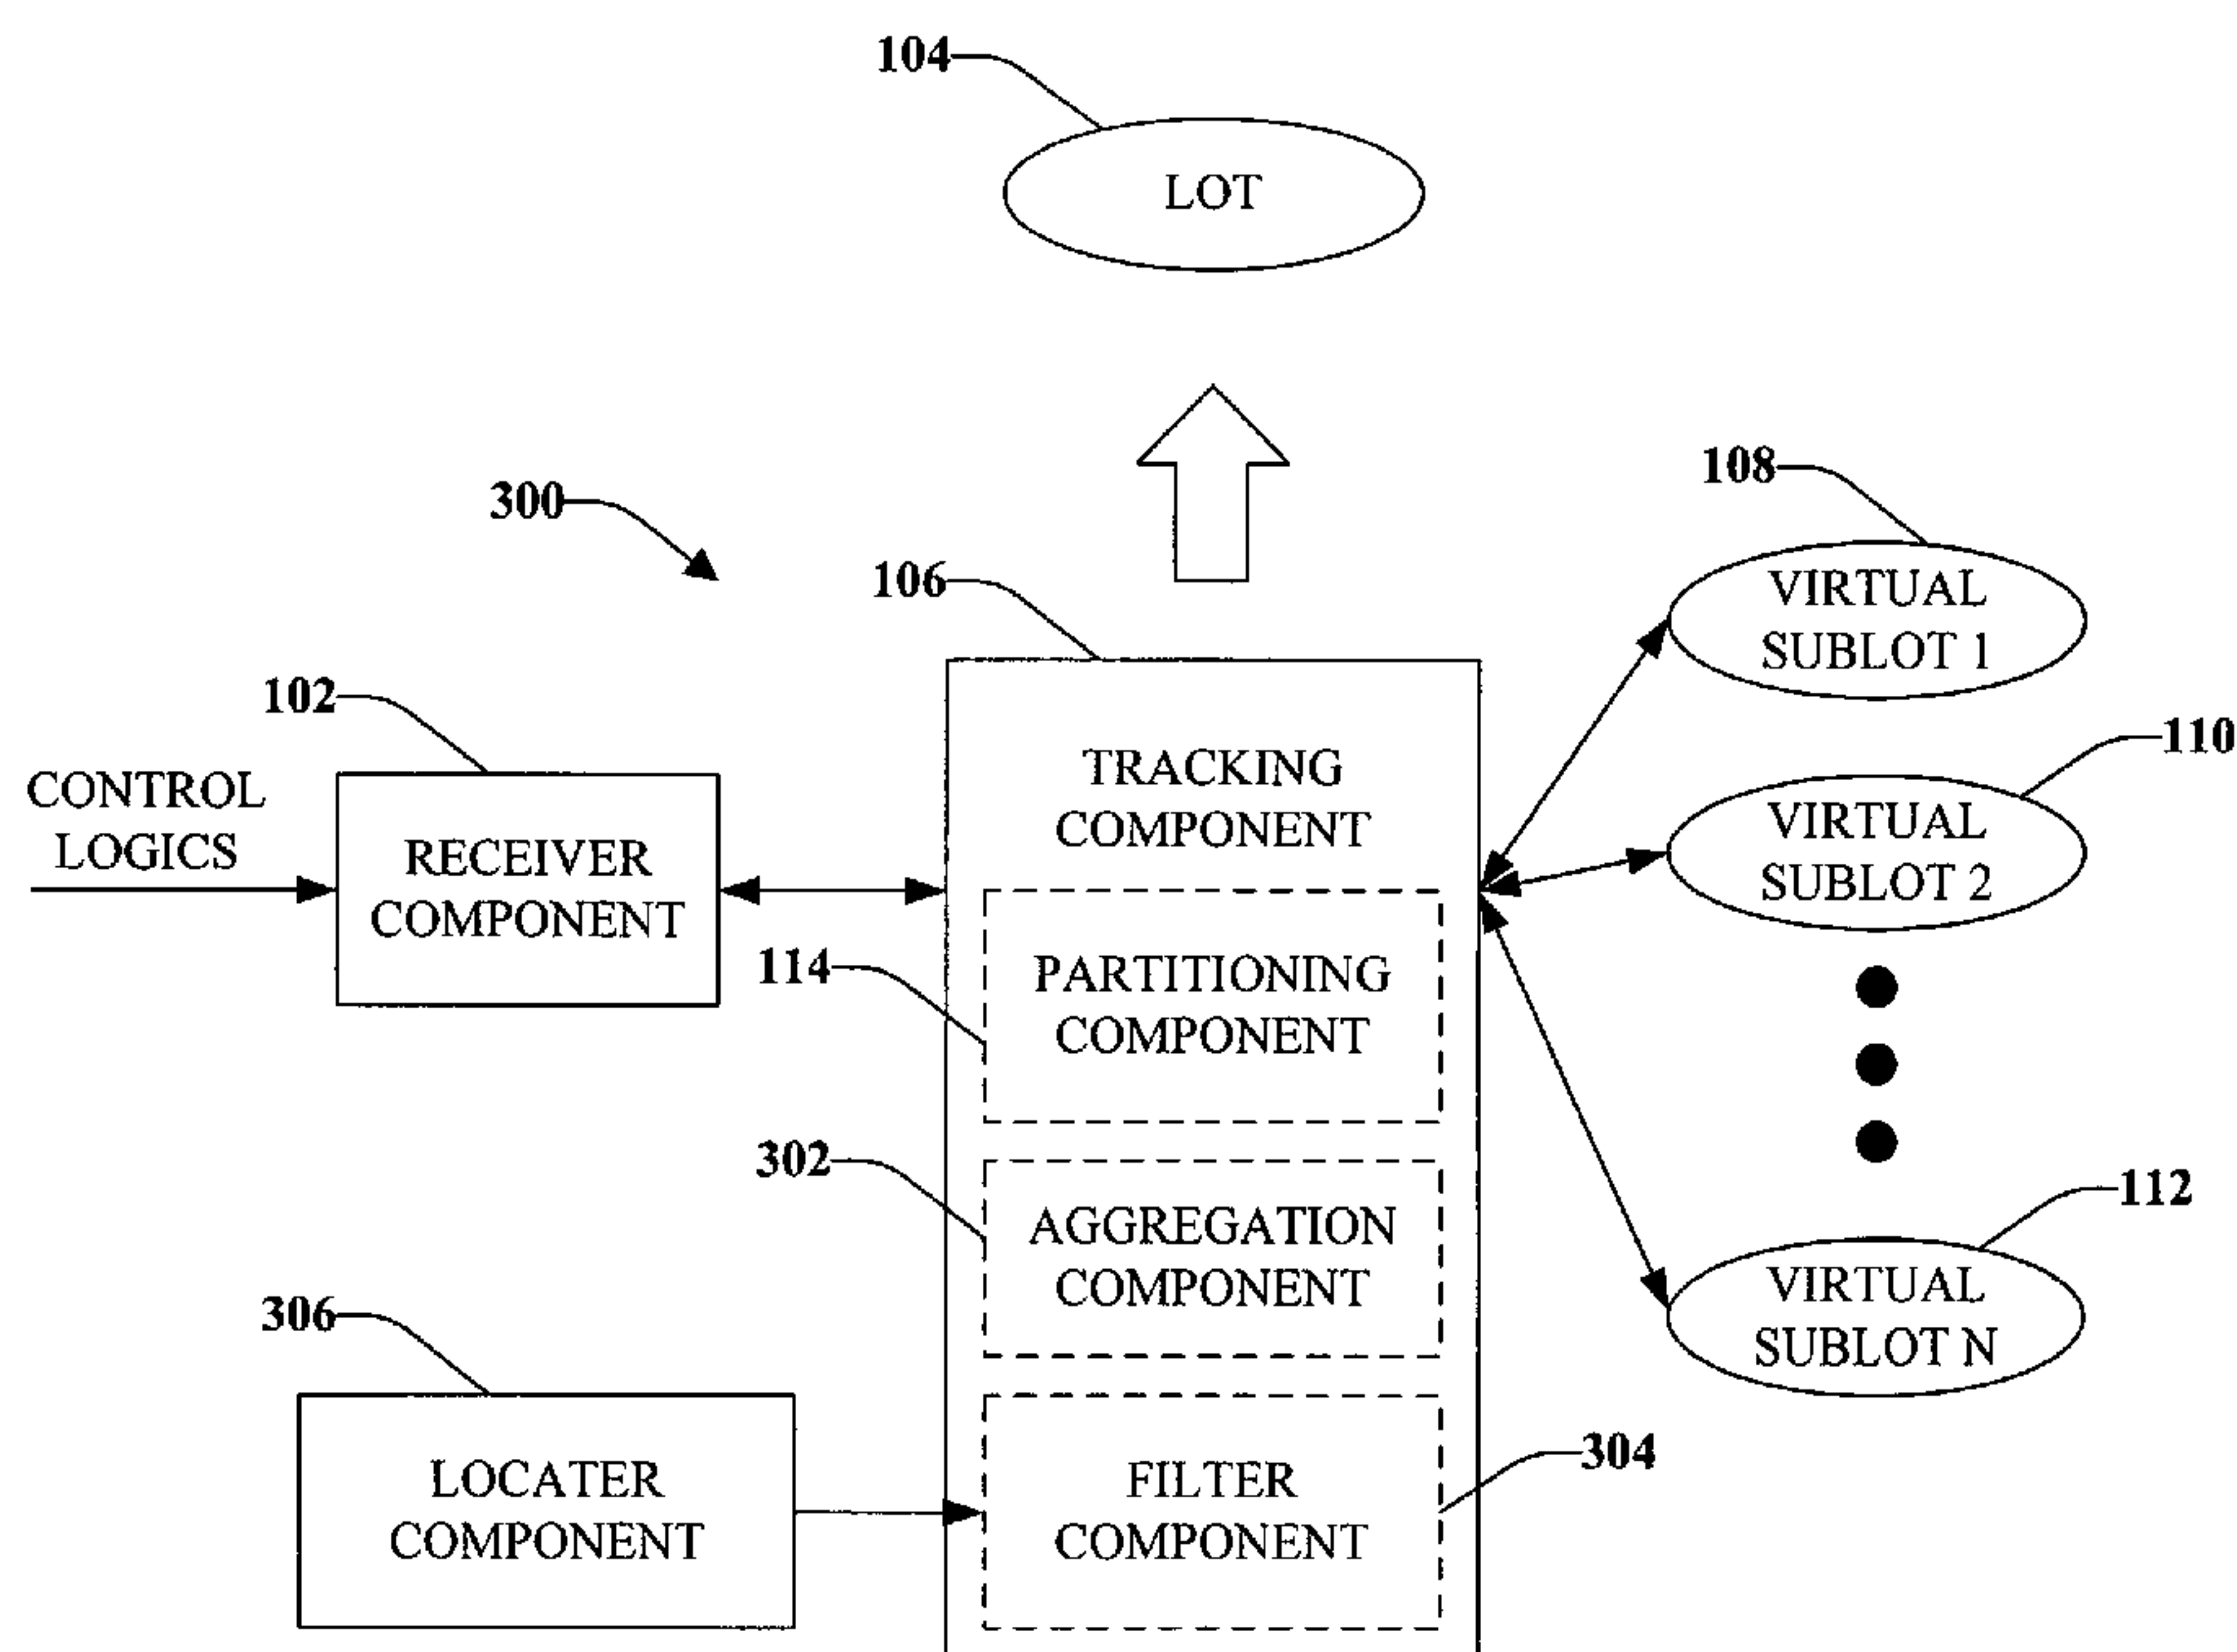 104
LOT
108
300
106
VIRTUAL
SUBLOT 1
102
110
TRACKING
COMPONENT
CONTROL
LOGICS
RECEIVER
COMPONENT
VIRTUAL
SUBLOT 2
114
PARTITIONING
COMPONENT
302
112
AGGREGATION
COMPONENT
306
VIRTUAL
SUBLOT N
LOCATER
COMPONENT
FILTER
COMPONENT
304